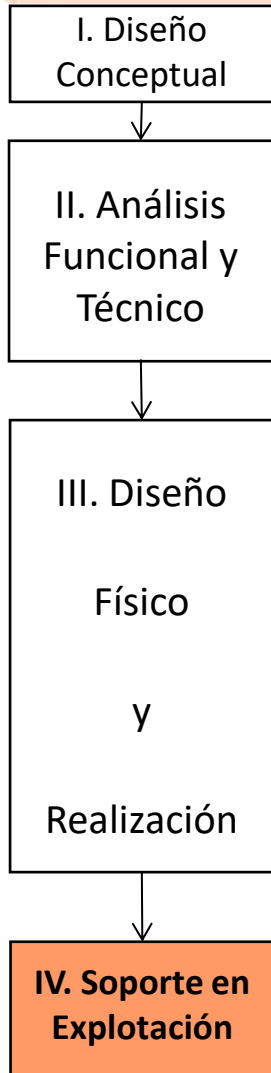 I. Diseño
Conceptual
II. Análisis
Funcional y
Técnico
III. Diseño
Físico
y
Realización
IV. Soporte en
Explotación